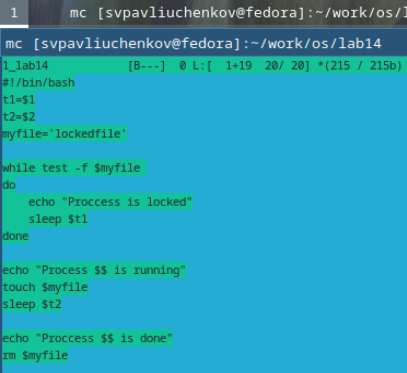 1 mc [svpavliuchenkov@fedora]:~/work/os/l
mc [svpavliuchenkov@fedora]:~/work/os/lab14
1_lab14 [B---] 0 L:[ 1+19 20/ 20] *(215 / 215b)
#!/bin/bash
t1=$1
t2=$2
myfile='lockedfile'
while test -f $myfile
do
echo "Proccess is locked"
sleep $t1
done
echo "Process $$ is running"
touch $myfile
sleep $t2
echo "Proccess $$ is done"
rm $myfile